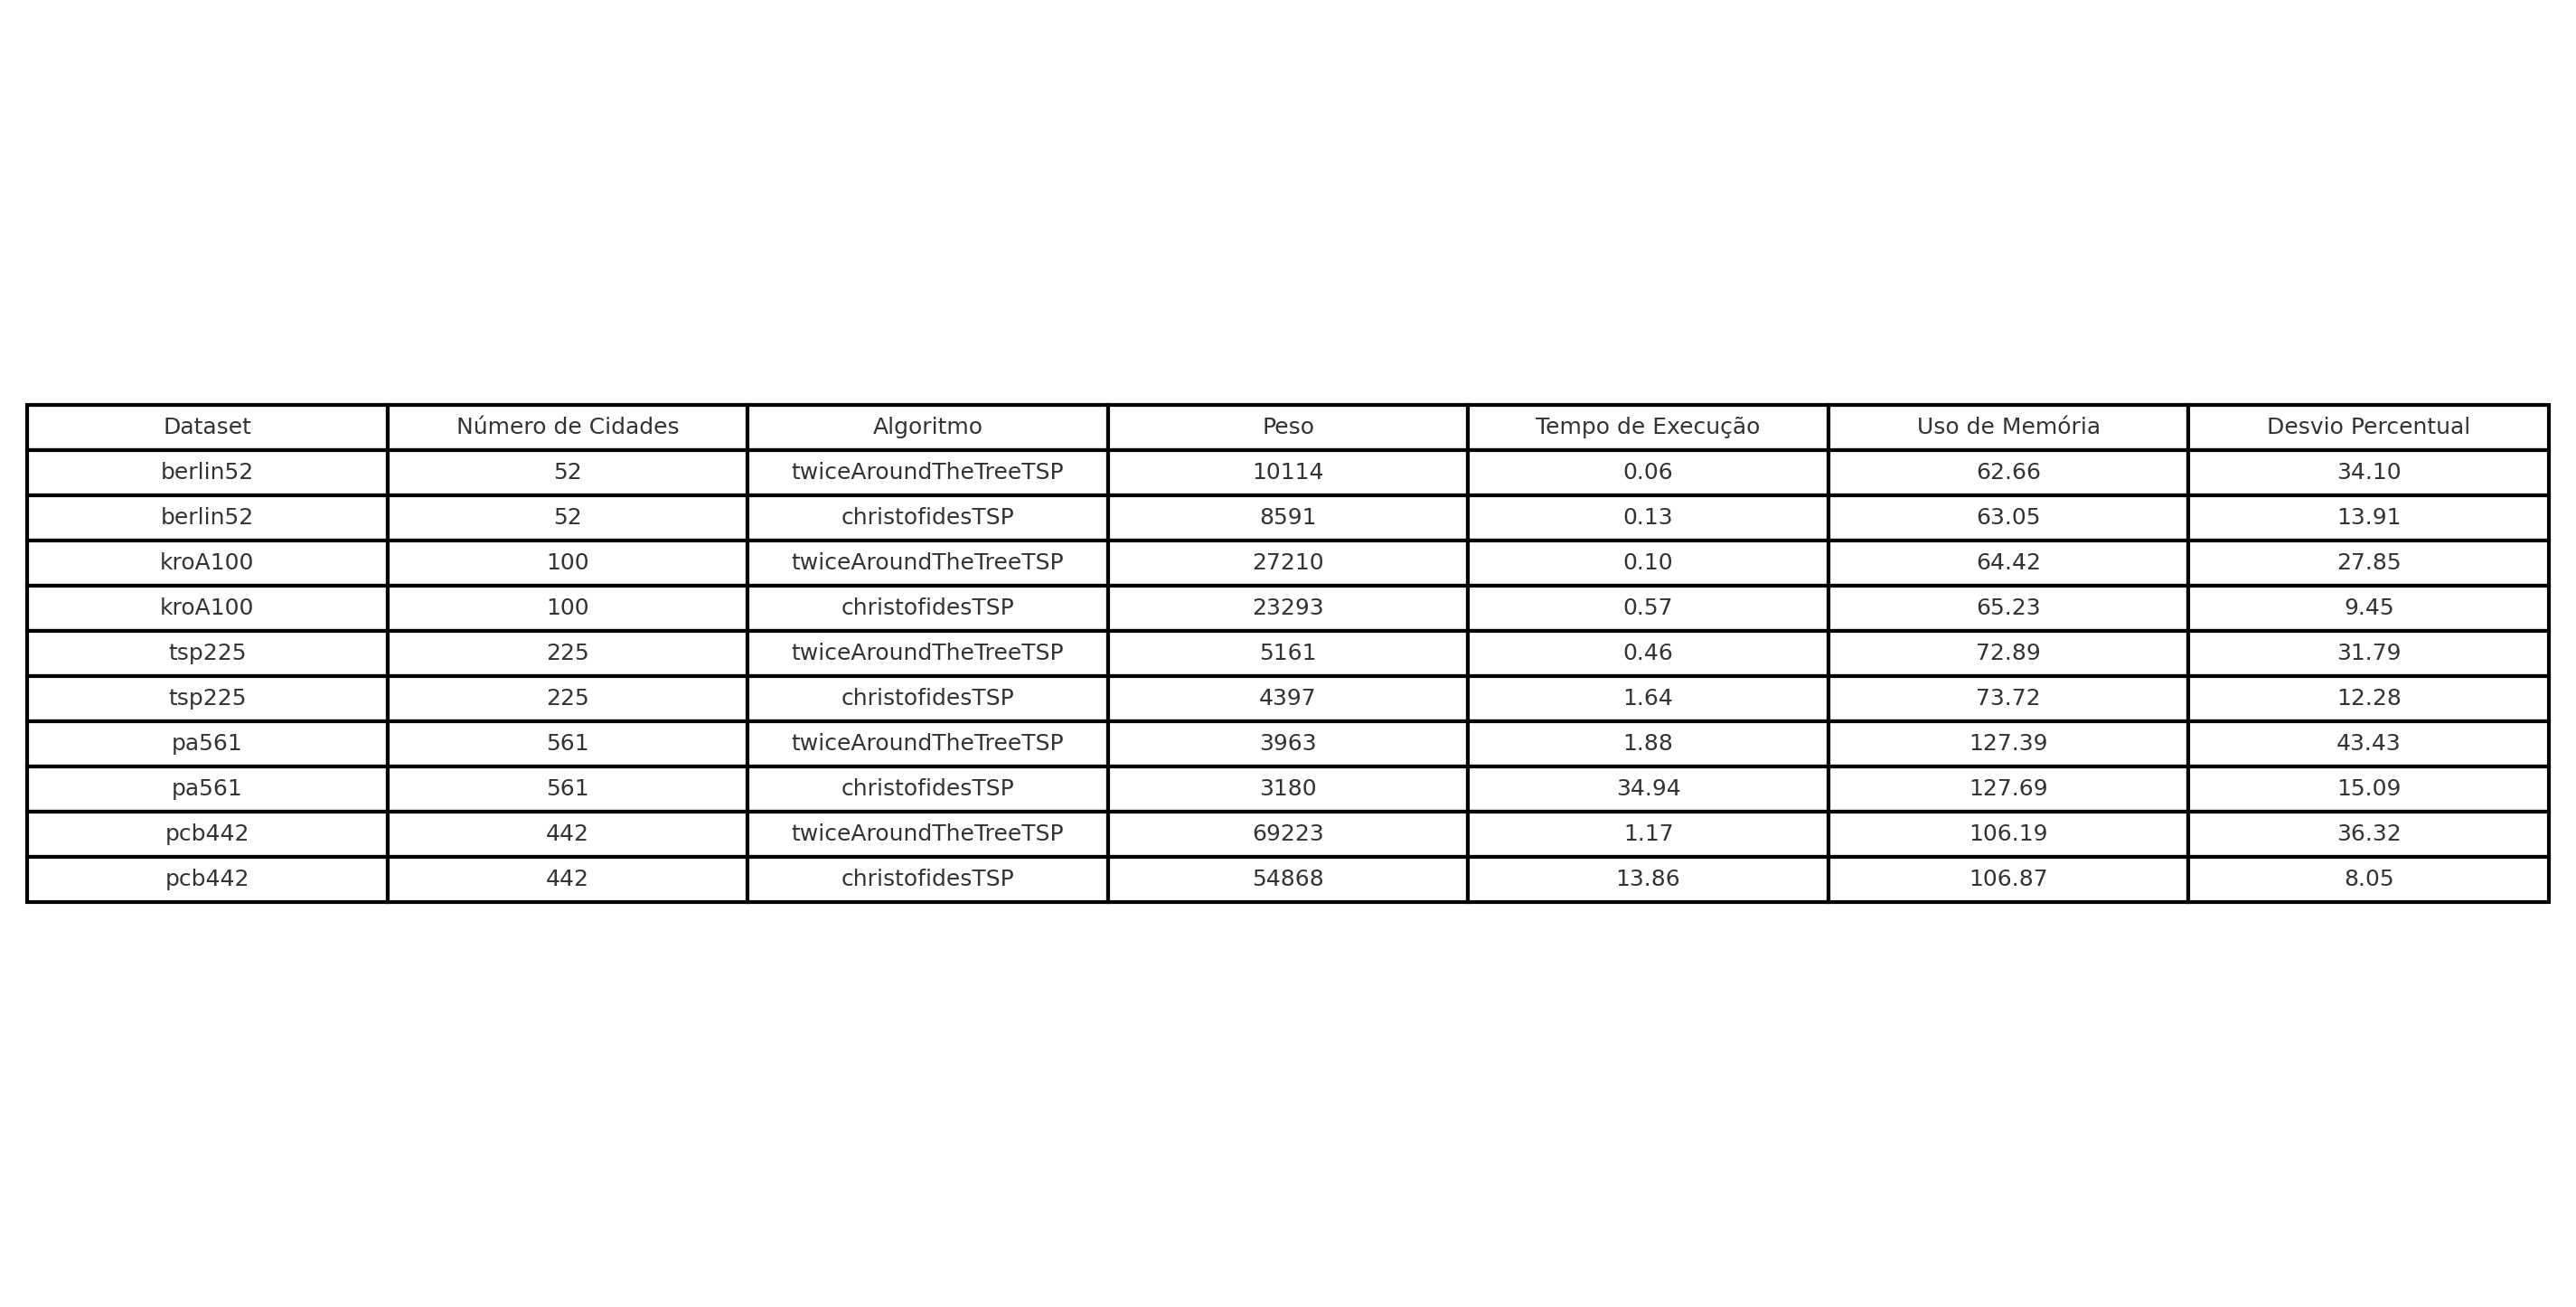 Dataset Número de Cidades Algoritmo Peso Tempo de Execução Uso de Memória Desvio Percentual
berlin52 52 twiceAroundTheTreeTSP 10114 0.06 62.66 34.10
berlin52 52 christofidesTSP 8591 0.13 63.05 13.91
kroA100 100 twiceAroundTheTreeTSP 27210 0.10 64.42 27.85
kroA100 100 christofidesTSP 23293 0.57 65.23 9.45
tsp225 225 twiceAroundTheTreeTSP 5161 0.46 72.89 31.79
tsp225 225 christofidesTSP 4397 1.64 73.72 12.28
pa561 561 twiceAroundTheTreeTSP 3963 1.88 127.39 43.43
pa561 561 christofidesTSP 3180 34.94 127.69 15.09
pcb442 442 twiceAroundTheTreeTSP 69223 1.17 106.19 36.32
pcb442 442 christofidesTSP 54868 13.86 106.87 8.05